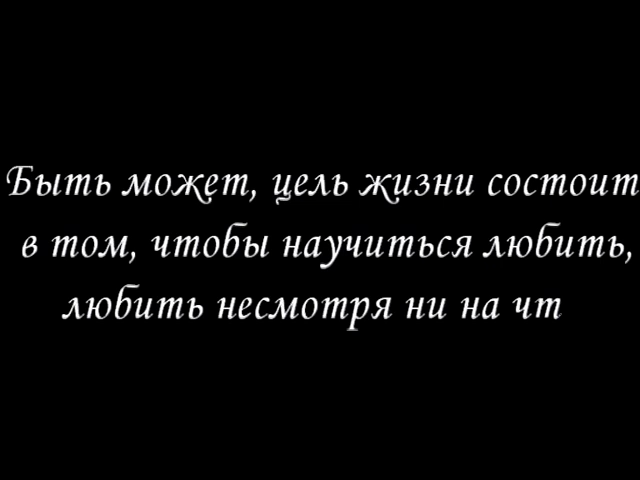 Быть может, цель жизни состоит
в том, чтобы научиться любить,
любить несмотря ни на чт